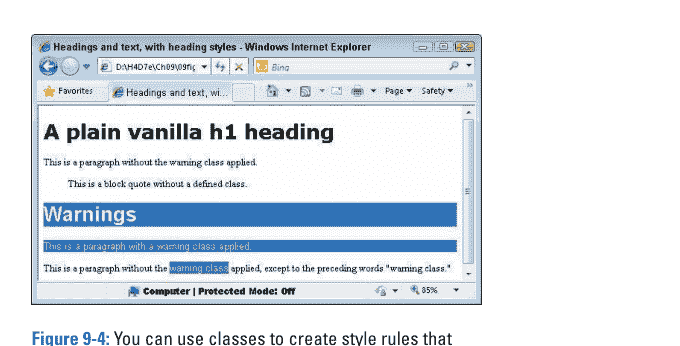 Headings and text, with heading styles - Windows Internet Explorer
Bing
Favorites Headings and text, wi... Page Safety
A plain vanilla h1 heading
This is a paragraph without the warning class applied.
This is a block quote without a defined class.
Warnings
This is a paragraph with a warning class applied.
This is a paragraph without the warning class applied, except to the preceding words "warning class."
Computer | Protected Mode: Off 85%
Figure 9-4: You can use classes to create style rules that